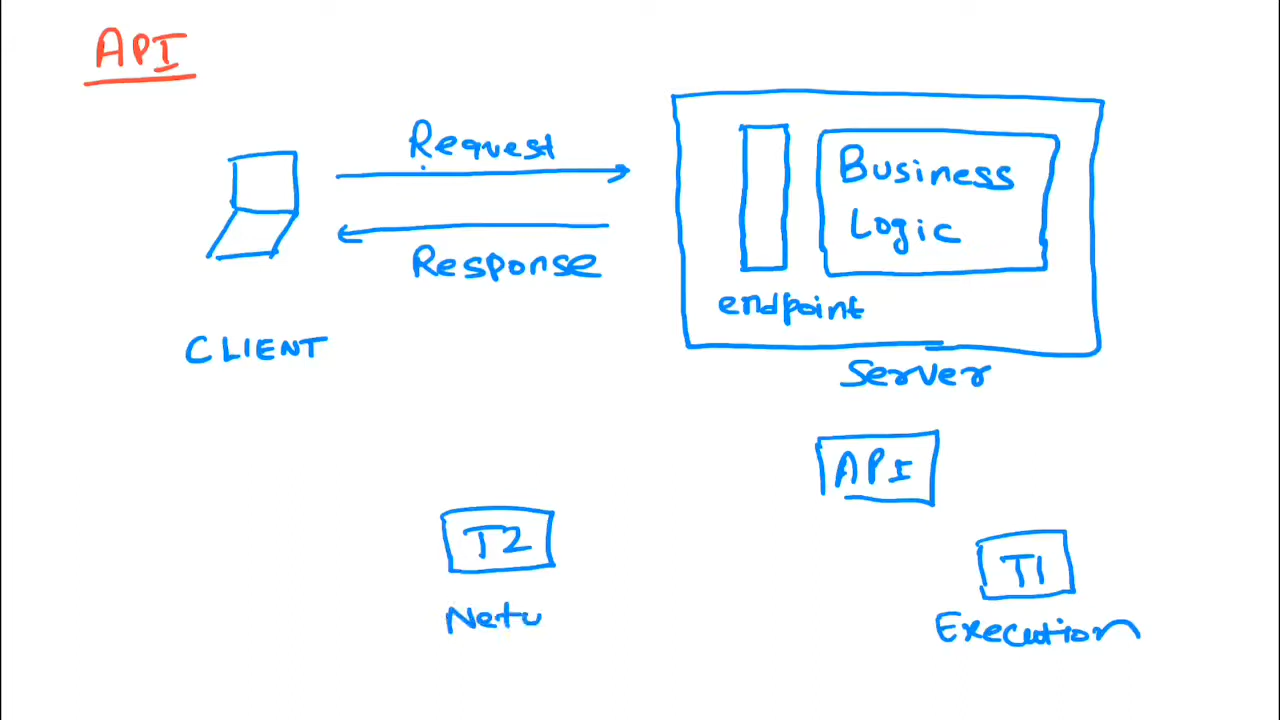 API
Request
Response
CLIENT
Business
Logic
endpoint
Server
API
T2
Netw
T1
Execution